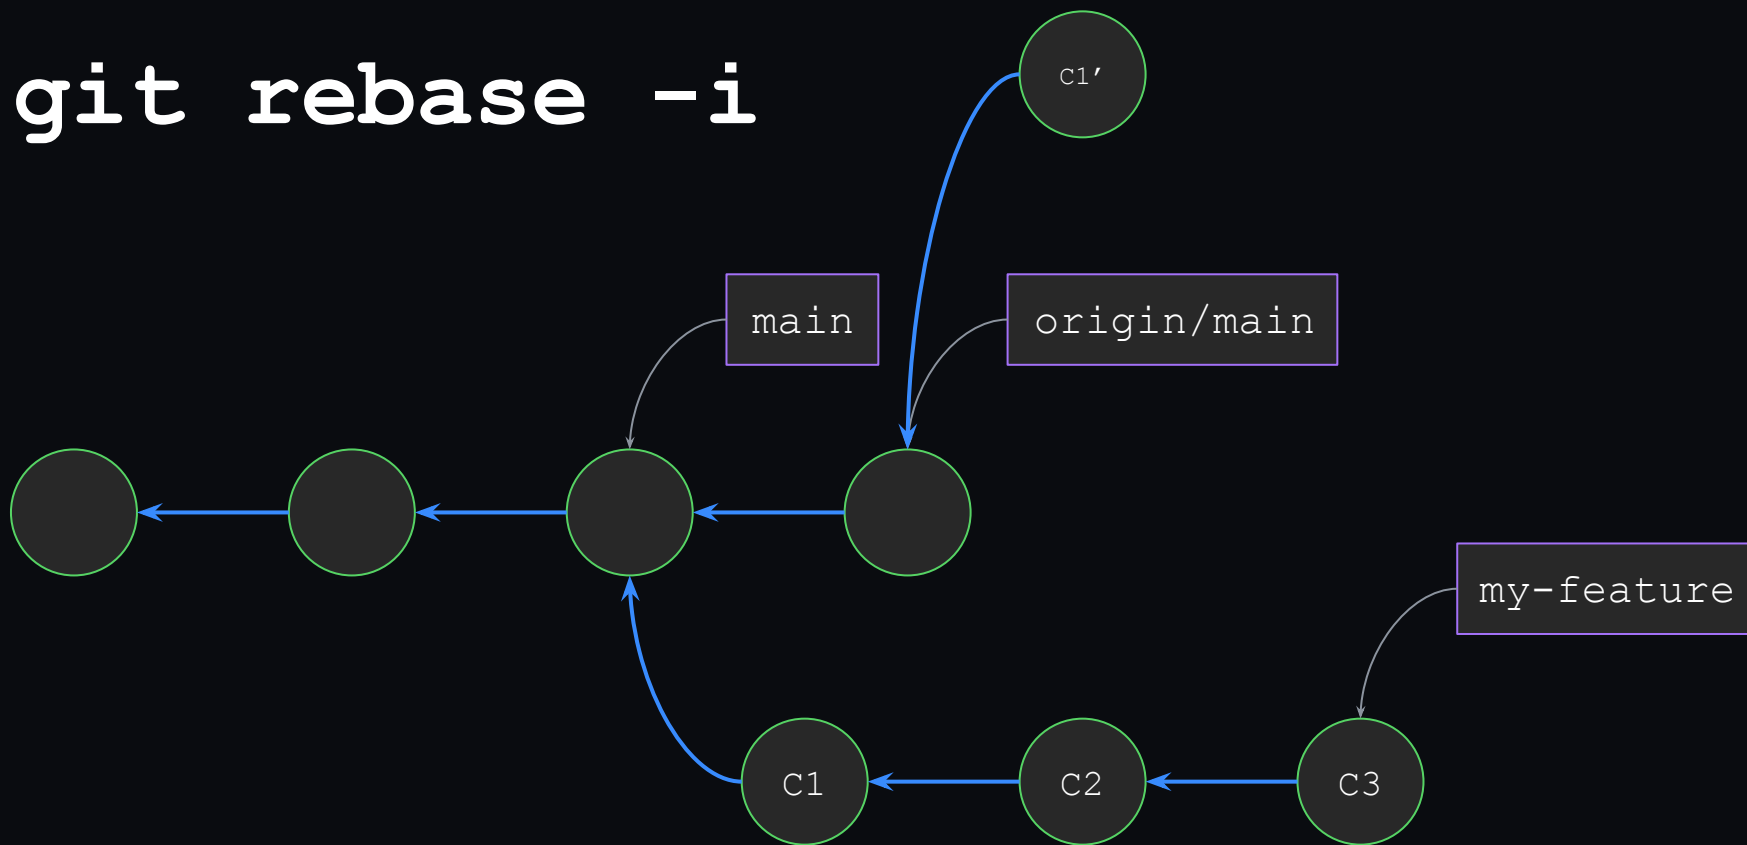 git rebase -i
C1’
main
origin/main
my-feature
C1
C2
C3